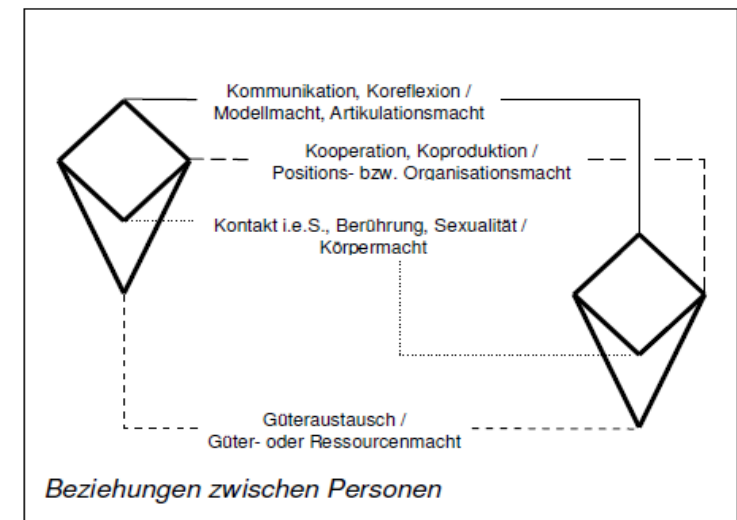 Kommunikation, Koreflexion /
Modellmacht, Artikulationsmacht
Kooperation, Koproduktion /
Positions- bzw. Organisationsmacht
Kontakt i.e.S., Berührung, Sexualität /
Körpermacht
Güteraustausch /
Güter- oder Ressourcenmacht
Beziehungen zwischen Personen